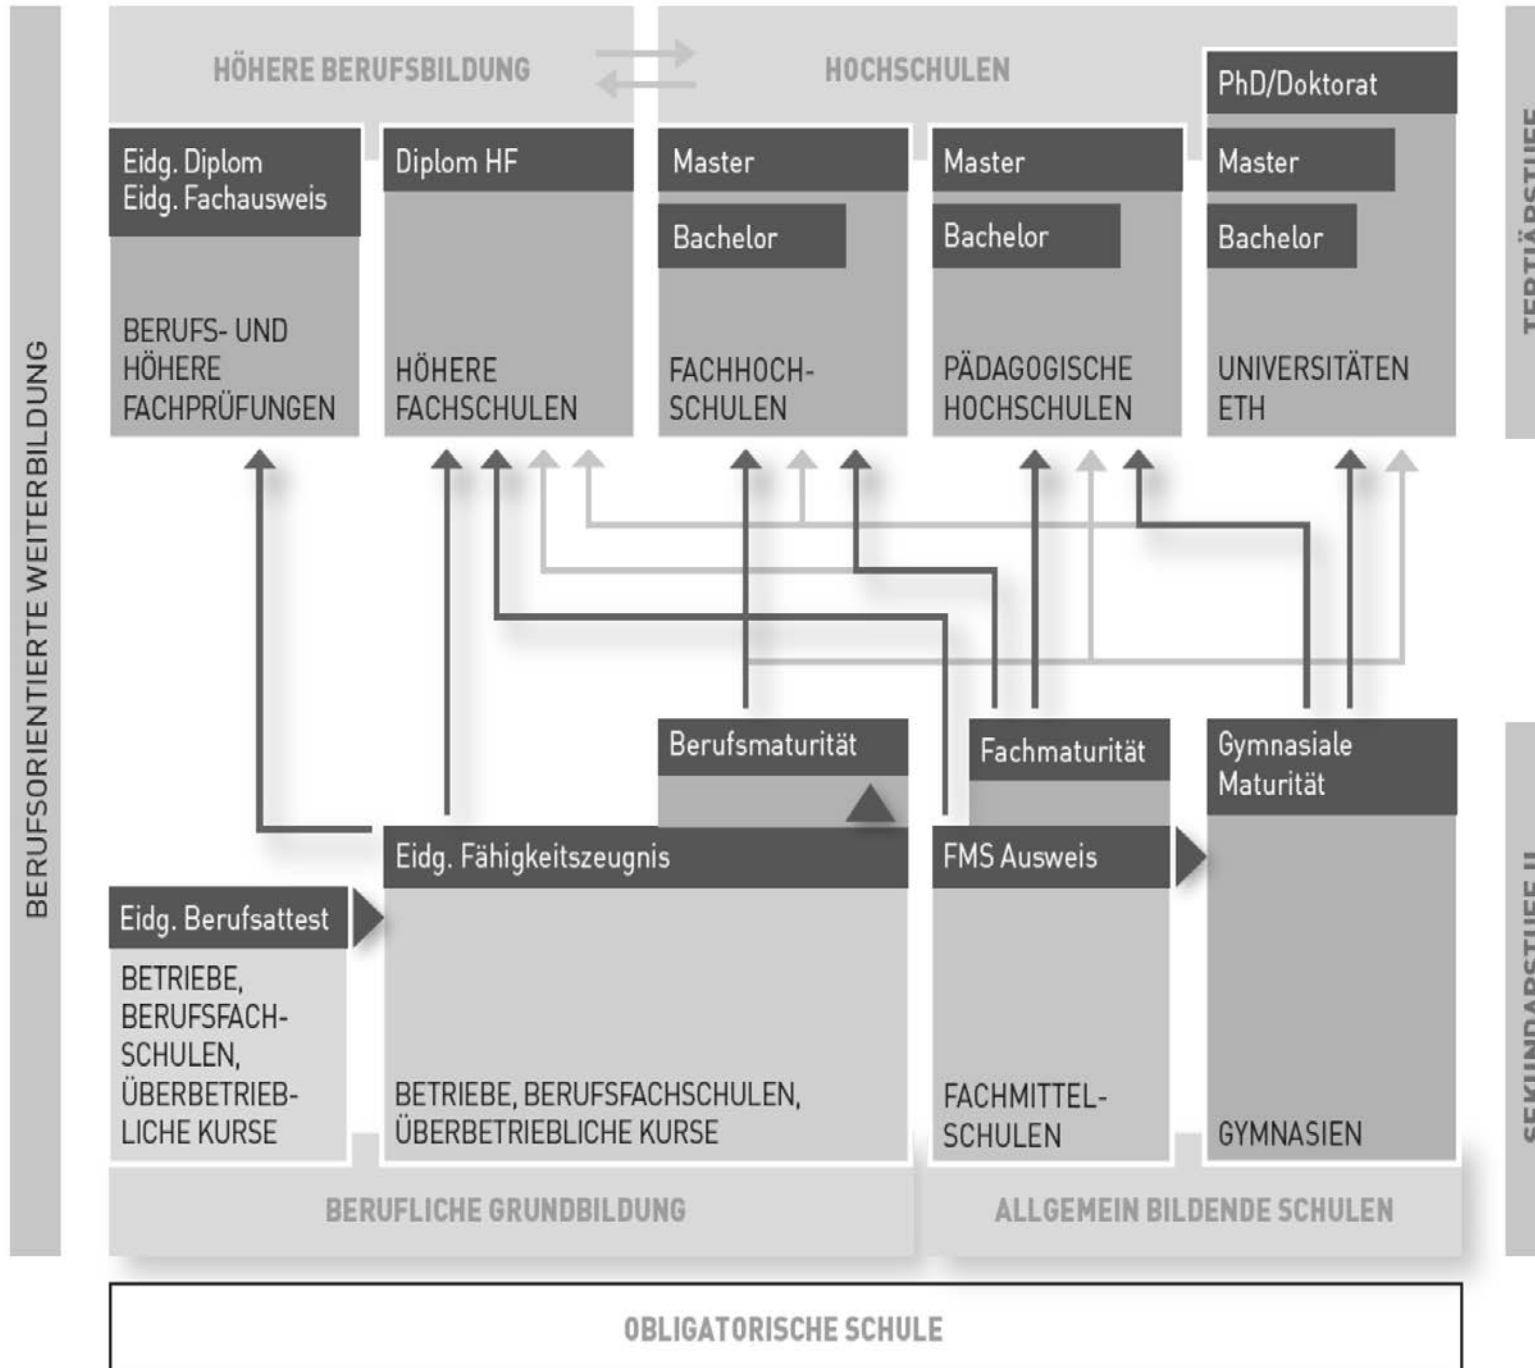 HÖHERE BERUFSBILDUNG
HOCHSCHULEN
PhD/Doktorat
Eidg. Diplom
Eidg. Fachausweis
Diplom HF
Master
Master
Master
Bachelor
Bachelor
Bachelor
BERUFS- UND
HÖHERE
FACHPRÜFUNGEN
HÖHERE
FACHSCHULEN
FACHHOCH-
SCHULEN
PÄDAGOGISCHE
HOCHSCHULEN
UNIVERSITÄTEN
ETH
TERTIÄRSTUFE
BERUFSORIENTIERTE WEITERBILDUNG
Berufsmaturität
Fachmaturität
Gymnasiale
Maturität
Eidg. Fähigkeitszeugnis
FMS Ausweis
Eidg. Berufsattest
BETRIEBE,
BERUFSFACH-
SCHULEN,
ÜBERBETRIEB-
LICHE KURSE
BETRIEBE, BERUFSFACHSCHULEN,
ÜBERBETRIEBLICHE KURSE
FACHMITTEL-
SCHULEN
GYMNASIEN
SEKUNDARSTUFE II
BERUFLICHE GRUNDBILDUNG
ALLGEMEIN BILDENDE SCHULEN
OBLIGATORISCHE SCHULE